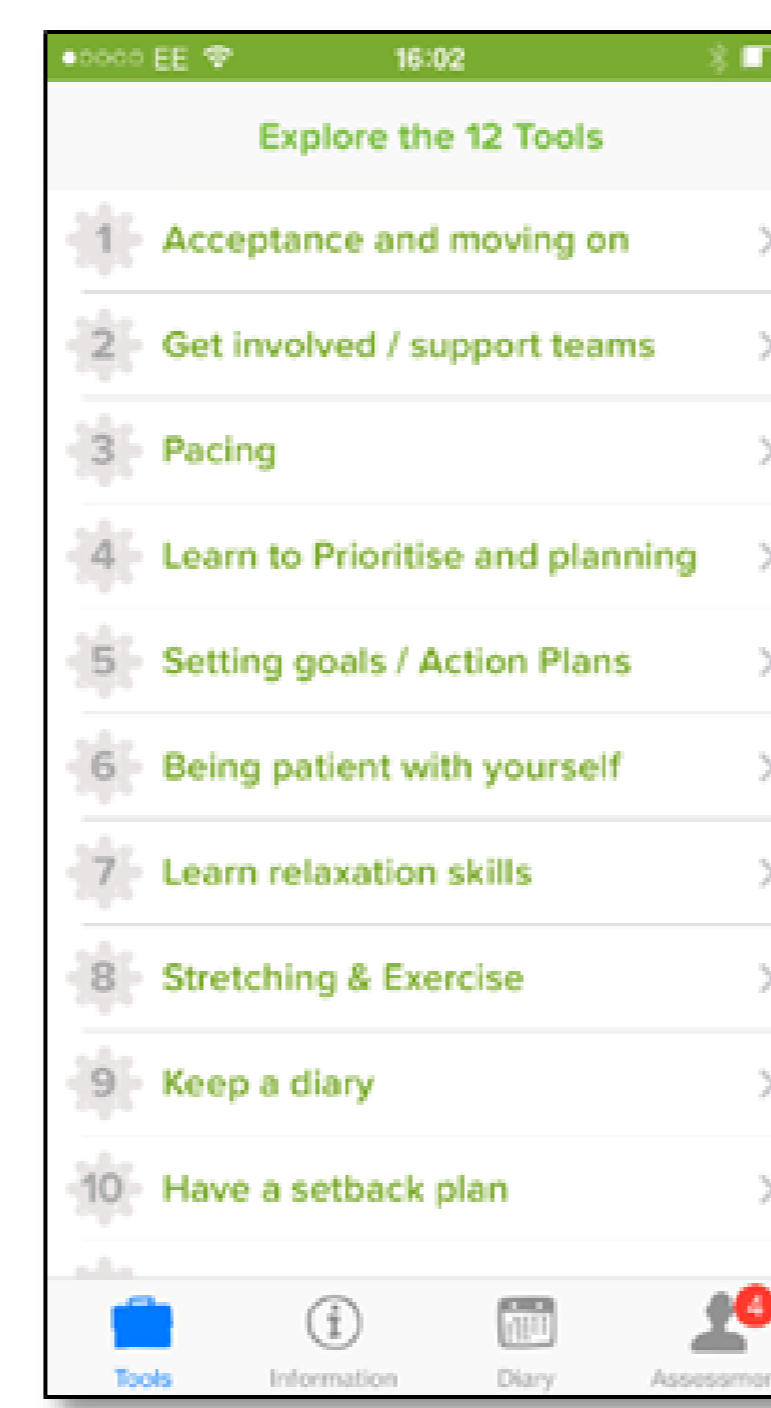 EE 16:02
Explore the 12 Tools
1 Acceptance and moving on
2 Get involved / support teams
3 Pacing
4 Learn to Prioritise and planning
5 Setting goals / Action Plans
6 Being patient with yourself
7 Learn relaxation skills
8 Stretching & Exercise
9 Keep a diary
10 Have a setback plan
4
Tools Information Diary